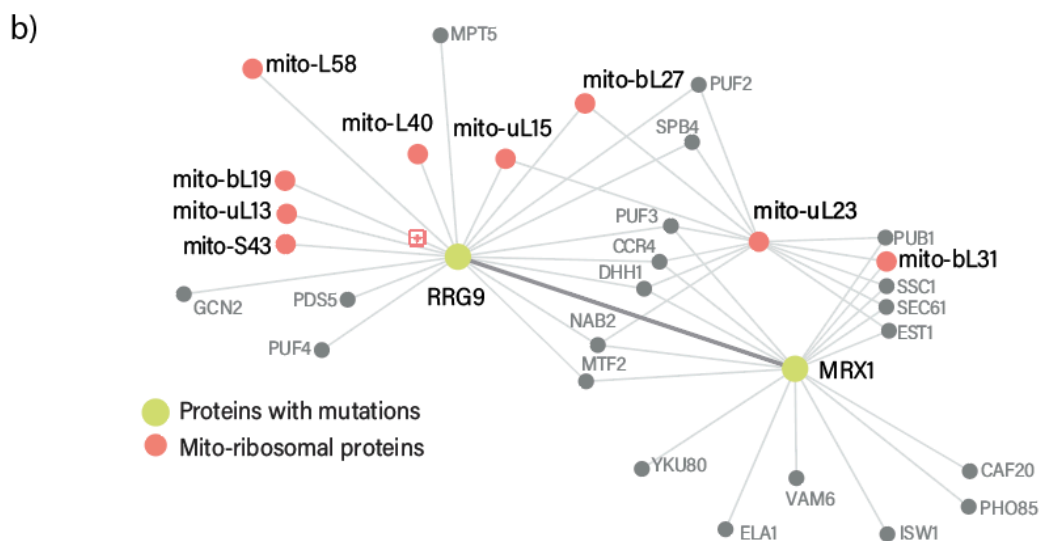 b)
MPT5
mito-L58
mito-bL27
PUF2
mito-L40
mito-uL15
SPB4
mito-bL19
mito-uL13
mito-uL23
PUF3
mito-S43
CCR4
PUB1
mito-bL31
DHH1
SSC1
RRG9
GCN2
PDS5
SEC61
NAB2
EST1
PUF4
MTF2
MRX1
Proteins with mutations
Mito-ribosomal proteins
YKU80
CAF20
VAM6
PHO85
ELA1
ISW1